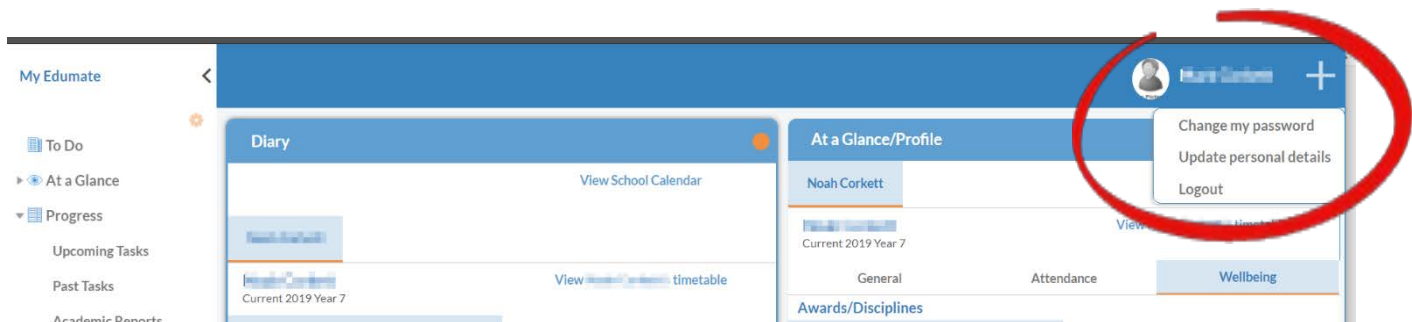 My Edumate
To Do
At a Glance
Progress
Upcoming Tasks
Past Tasks
Academic Reports
Diary
View School Calendar
Current 2019 Year 7
View timetable
Change my password
Update personal details
Logout
At a Glance/Profile
Noah Corkett
View
Current 2019 Year 7
General Attendance Wellbeing
Awards/Disciplines